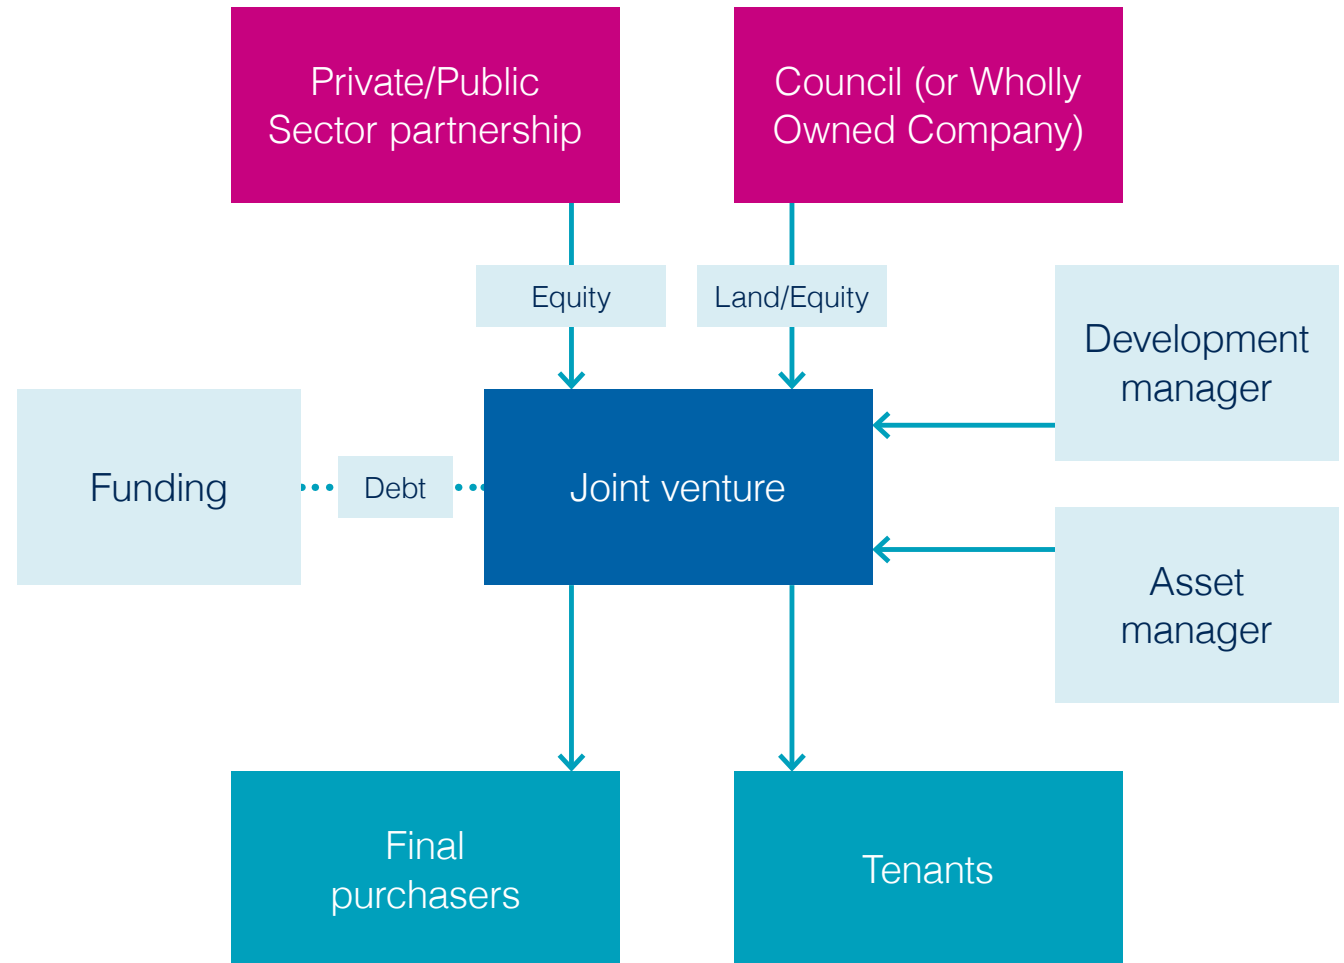 Private/Public
Sector partnership
Council (or Wholly
Owned Company)
Equity
Land/Equity
Development
manager
Funding
Debt
Joint venture
Asset
manager
Final
purchasers
Tenants